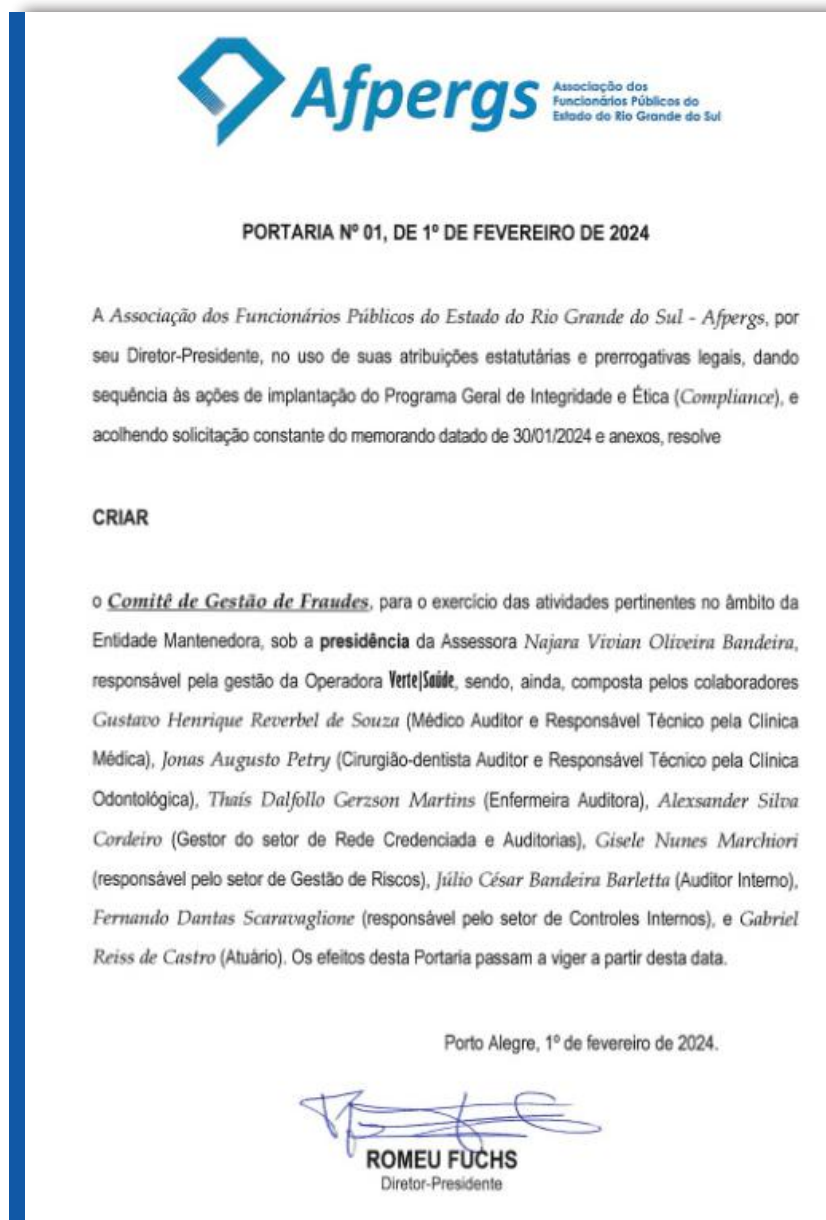 Afpergs
Associação dos
Funcionários Públicos do
Estado do Rio Grande do Sul
PORTARIA Nº 01, DE 1º DE FEVEREIRO DE 2024
A Associação dos Funcionários Públicos do Estado do Rio Grande do Sul - Afpergs, por
seu Diretor-Presidente, no uso de suas atribuições estatutárias e prerrogativas legais, dando
sequência às ações de implantação do Programa Geral de Integridade e Ética (Compliance), e
acolhendo solicitação constante do memorando datado de 30/01/2024 e anexos, resolve
CRIAR
o Comitê de Gestão de Fraudes, para o exercício das atividades pertinentes no âmbito da
Entidade Mantenedora, sob a presidência da Assessora Najara Vivian Oliveira Bandeira,
responsável pela gestão da Operadora Verte|Saúde, sendo, ainda, composta pelos colaboradores
Gustavo Henrique Reverbel de Souza (Médico Auditor e Responsável Técnico pela Clínica
Médica), Jonas Augusto Petry (Cirurgião-dentista Auditor e Responsável Técnico pela Clínica
Odontológica), Thaís Dalfollo Gerzson Martins (Enfermeira Auditora), Alexsander Silva
Cordeiro (Gestor do setor de Rede Credenciada e Auditorias), Gisele Nunes Marchiori
(responsável pelo setor de Gestão de Riscos), Júlio César Bandeira Barletta (Auditor Interno),
Fernando Dantas Scaravaglione (responsável pelo setor de Controles Internos), e Gabriel
Reiss de Castro (Atuário). Os efeitos desta Portaria passam a viger a partir desta data.
Porto Alegre, 1º de fevereiro de 2024.
ROMEU FUCHS
Diretor-Presidente